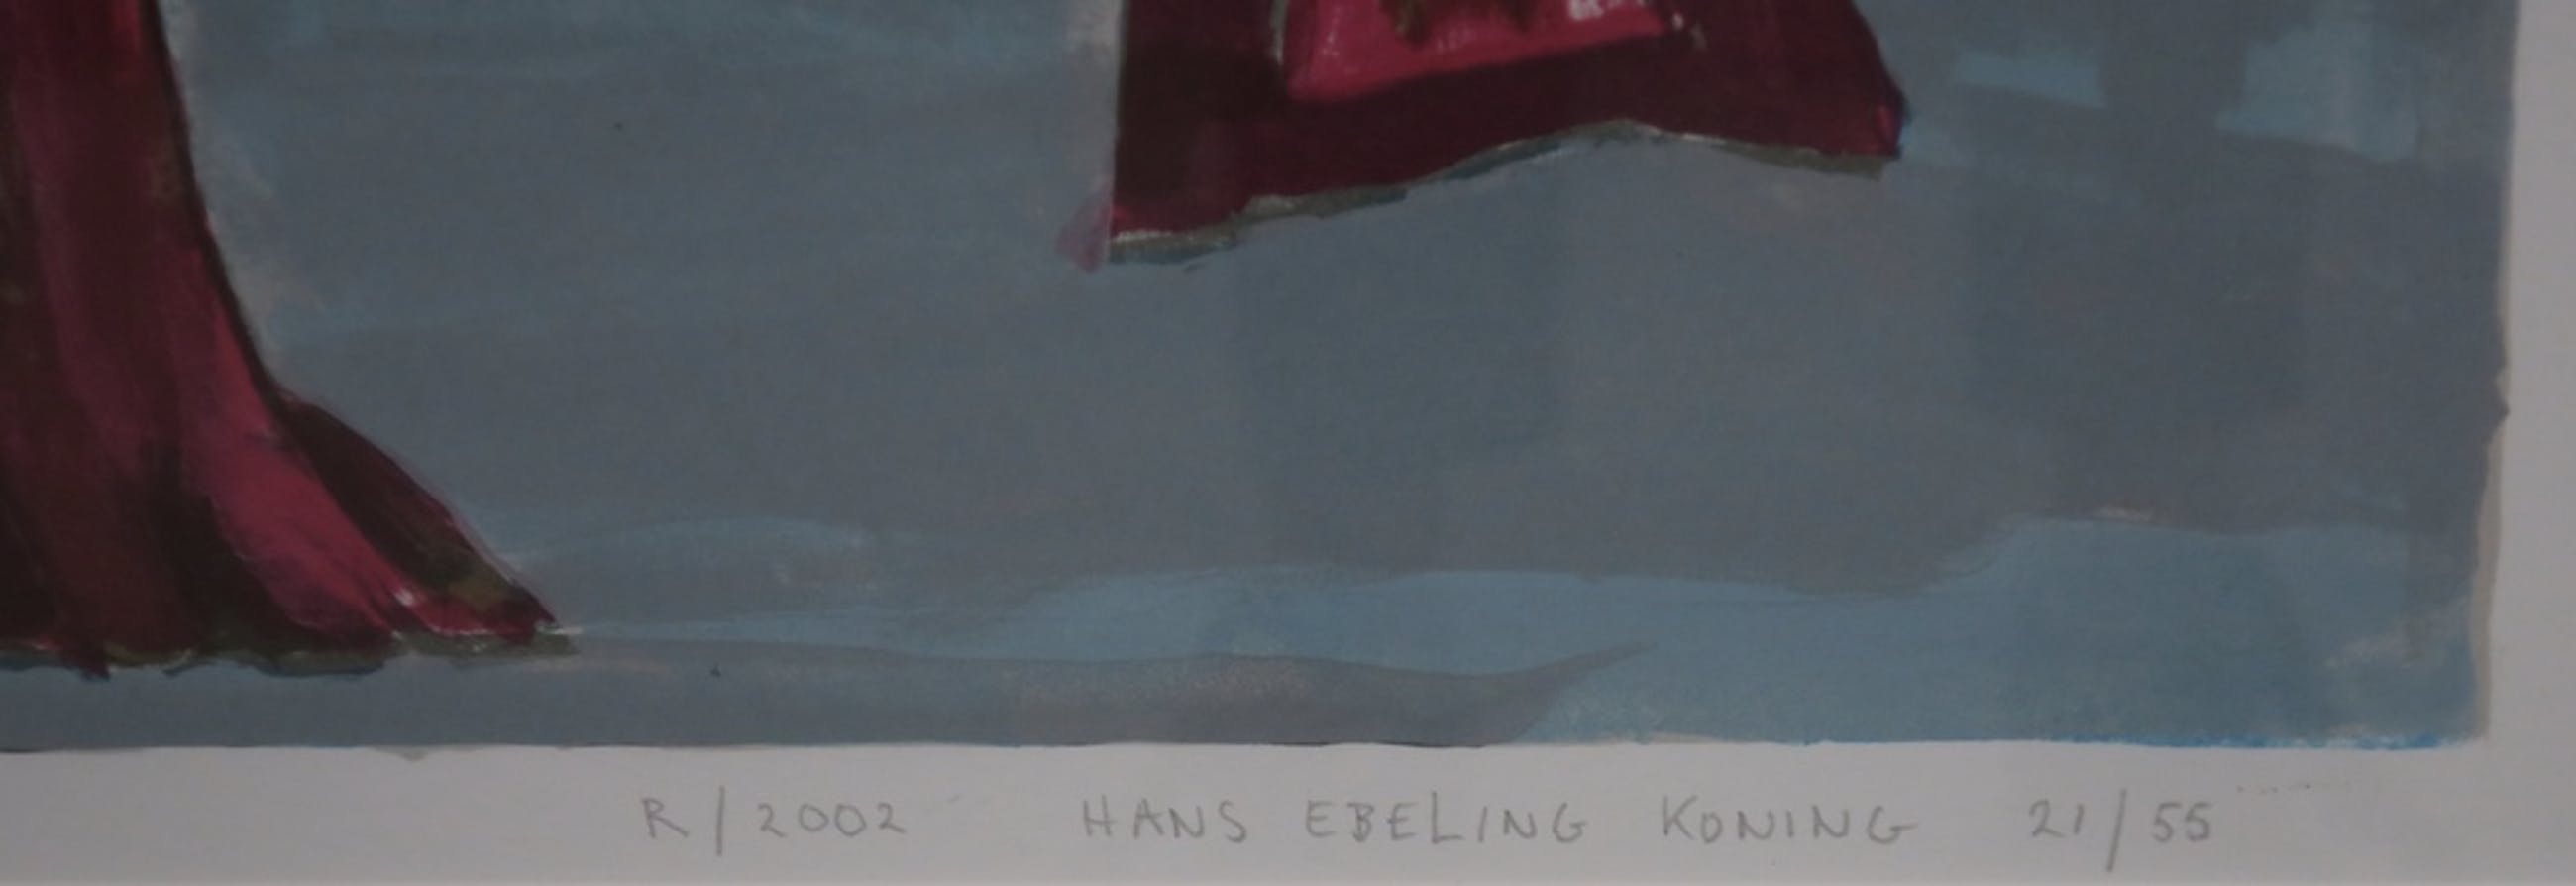 R/2002 HANS EBELING KONING 21/55